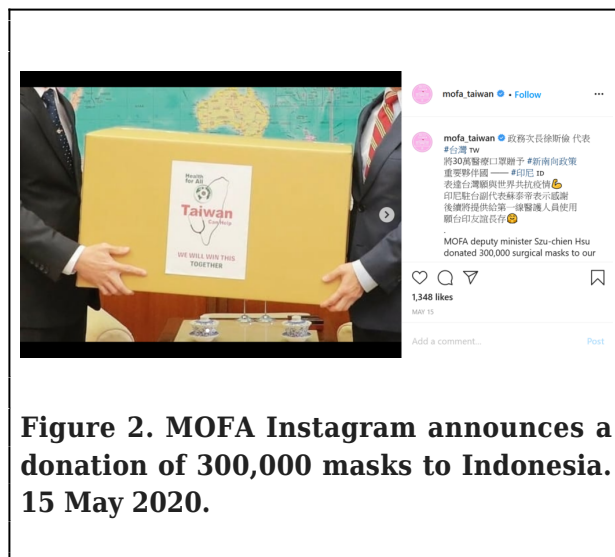 Health
for All
Taiwan
Can Help
WE WILL WIN THIS
TOGETHER
mofa_taiwan • Follow
mofa_taiwan 政務次長徐斯儉 代表
#台灣 TW
將30萬醫療口罩贈予 #新南向政策
重要夥伴國 —— #印尼 ID
表達台灣願與世界共抗疫情💪
印尼駐台副代表蘇泰帝表示感謝
後續將提供給第一線醫護人員使用
願台印友誼長存🤗
.
MOFA deputy minister Szu-chien Hsu
donated 300,000 surgical masks to our
1,348 likes
MAY 15
Add a comment... Post
Figure 2. MOFA Instagram announces a
donation of 300,000 masks to Indonesia.
15 May 2020.